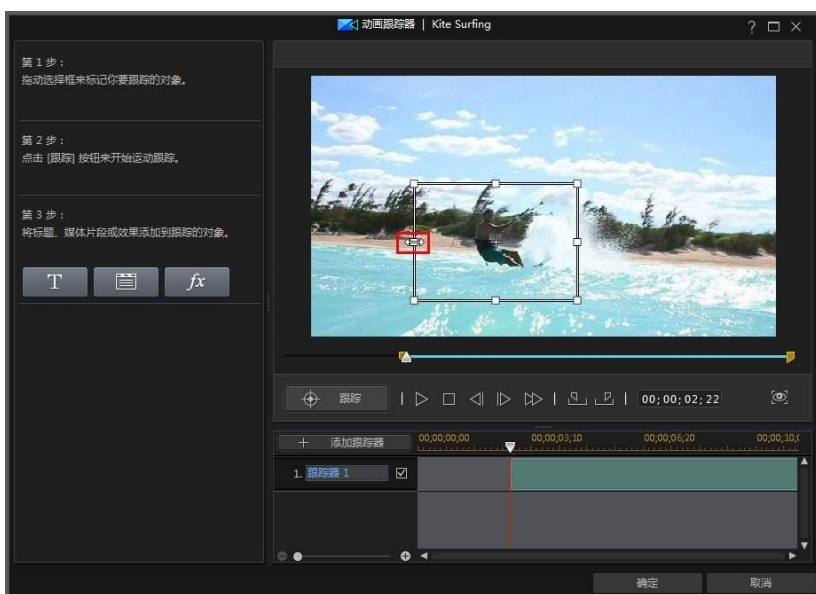 动画跟踪器 | Kite Surfing
第 1 步：
拖动选择框来标记你要跟踪的对象。
第 2 步：
点击 [跟踪] 按钮来开始运动跟踪。
第 3 步：
将标题、媒体片段或效果添加到跟踪的对象。
T
fx
跟踪
00;00;02;22
添加跟踪器
00;00;00;00
00;00;03;10
00;00;06;20
00;00;10;(
1. 跟踪器 1
确定
取消